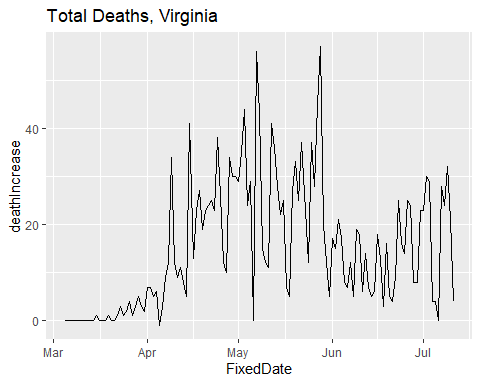 Total Deaths, Virginia
deathIncrease
40
20
0
Mar Apr May Jun Jul
FixedDate